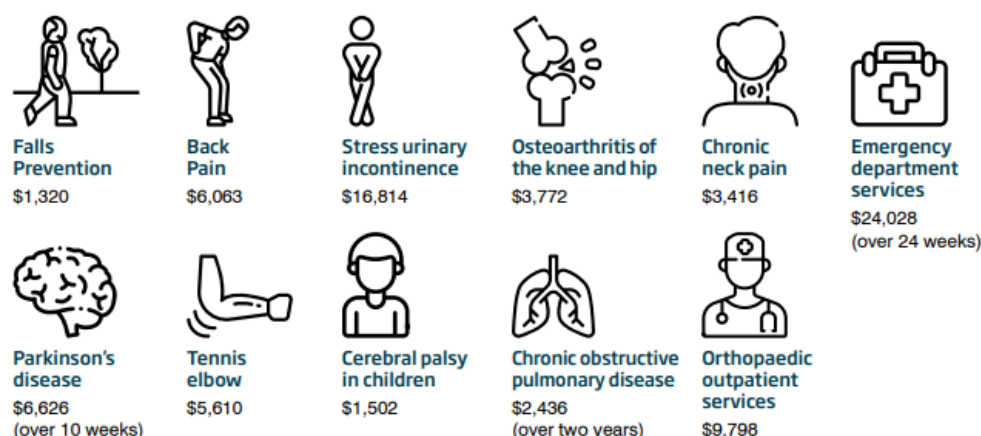 Falls
Prevention
$1,320
Back
Pain
$6,063
Stress urinary
incontinence
$16,814
Osteoarthritis of
the knee and hip
$3,772
Chronic
neck pain
$3,416
Emergency
department
services
$24,028
(over 24 weeks)
Parkinson's
disease
$6,626
(over 10 weeks)
Tennis
elbow
$5,610
Cerebral palsy
in children
$1,502
Chronic obstructive
pulmonary disease
$2,436
(over two years)
Orthopaedic
outpatient
services
$9,798